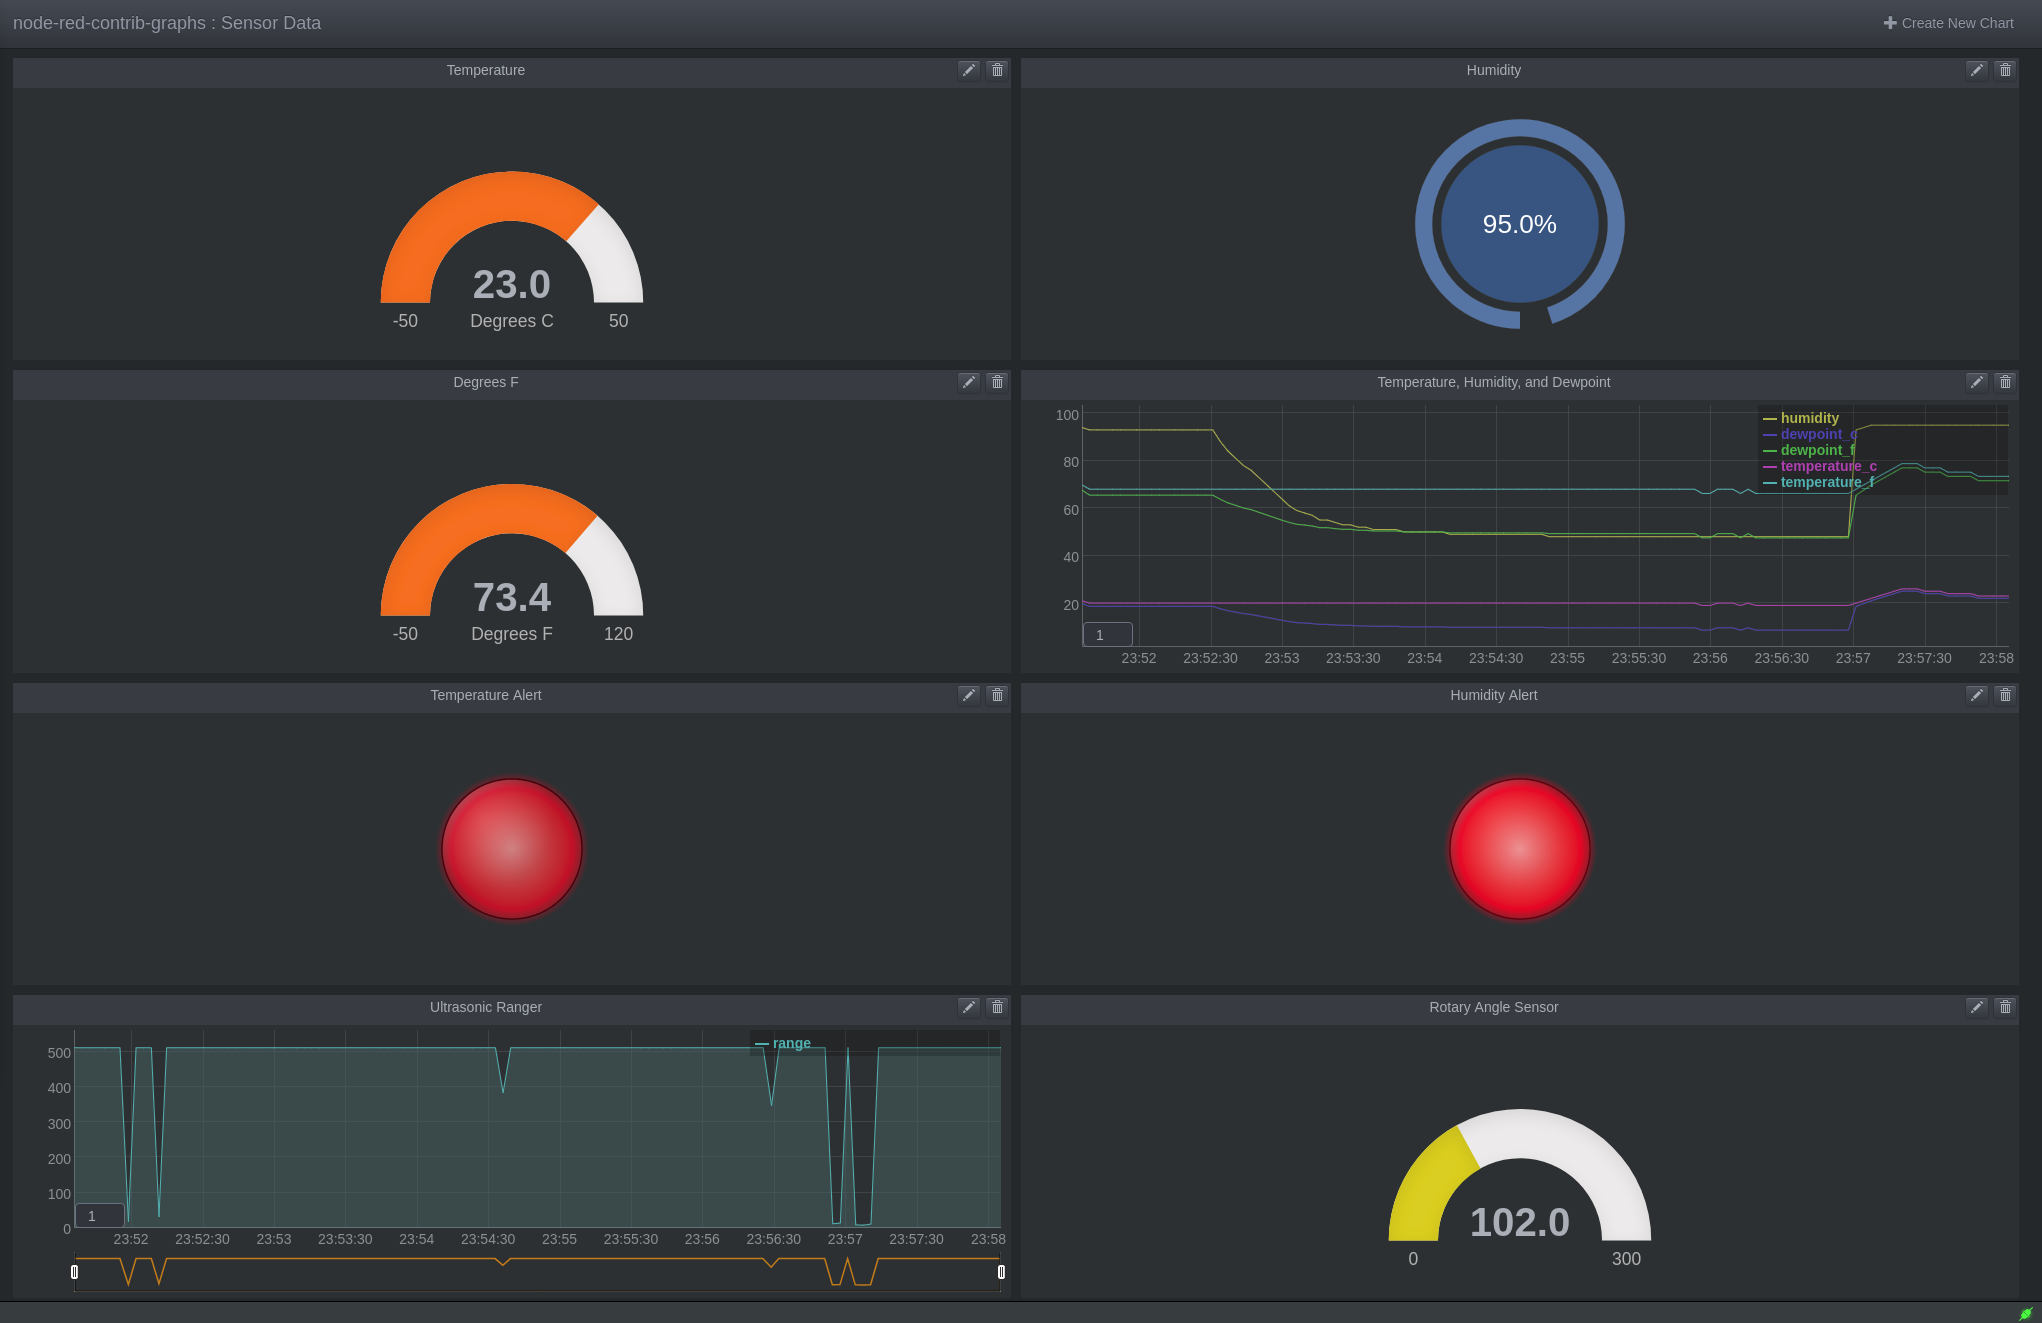 node-red-contrib-graphs : Sensor Data
Create New Chart
Temperature
23.0
-50
Degrees C
50
Humidity
95.0%
Degrees F
73.4
-50
Degrees F
120
Temperature, Humidity, and Dewpoint
humidity
dewpoint_c
dewpoint_f
temperature_c
temperature_f
100
80
60
40
20
1
23:52 23:52:30 23:53 23:53:30 23:54 23:54:30 23:55 23:55:30 23:56 23:56:30 23:57 23:57:30 23:58
Temperature Alert
Humidity Alert
Ultrasonic Ranger
range
500
400
300
200
100
0
1
23:52 23:52:30 23:53 23:53:30 23:54 23:54:30 23:55 23:55:30 23:56 23:56:30 23:57 23:57:30 23:58
Rotary Angle Sensor
102.0
0
300